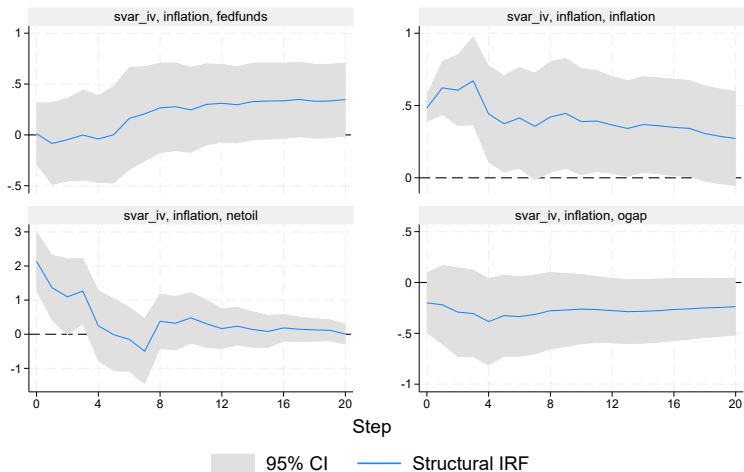 svar_iv, inflation, fedfunds
svar_iv, inflation, inflation
1
.5
0
-.5
1
.5
0
svar_iv, inflation, netoil
svar_iv, inflation, ogap
3
2
1
0
-1
.5
0
-.5
-1
0 4 8 12 16 20
0 4 8 12 16 20
Step
95% CI Structural IRF